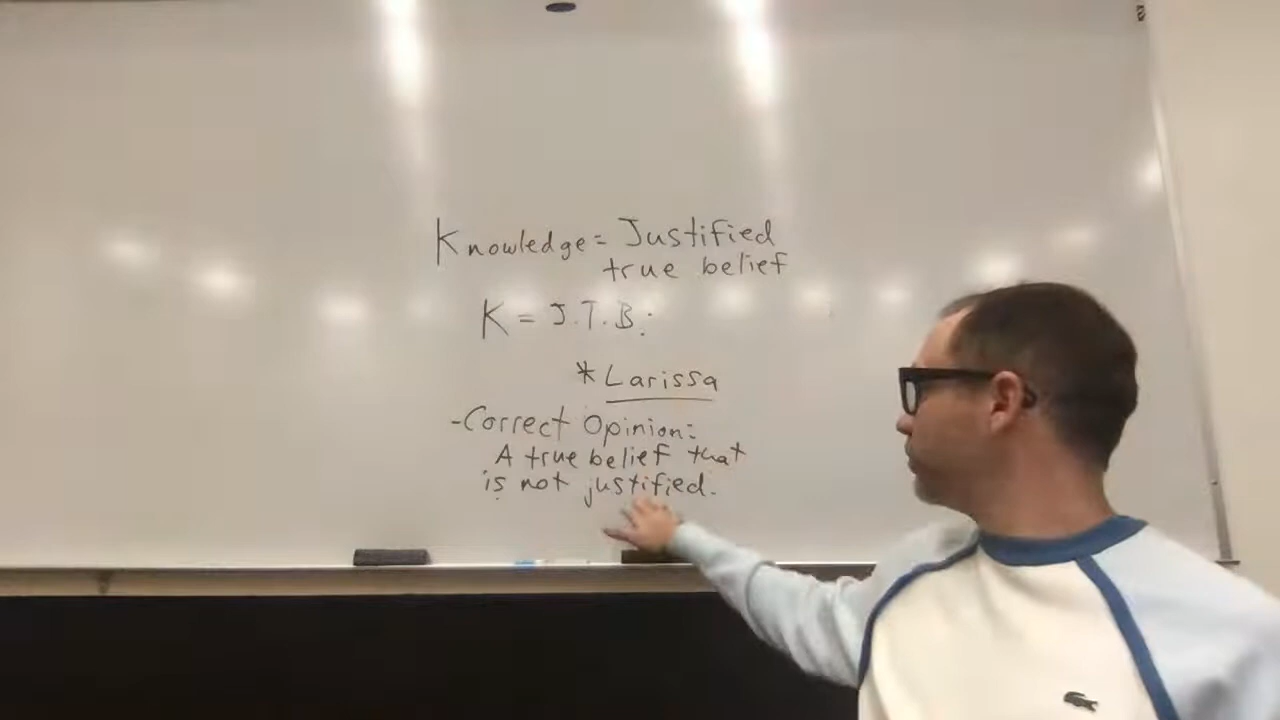 Knowledge = Justified
true belief
K = J.T.B:
* Larissa
- Correct Opinion:
A true belief that
is not justified.